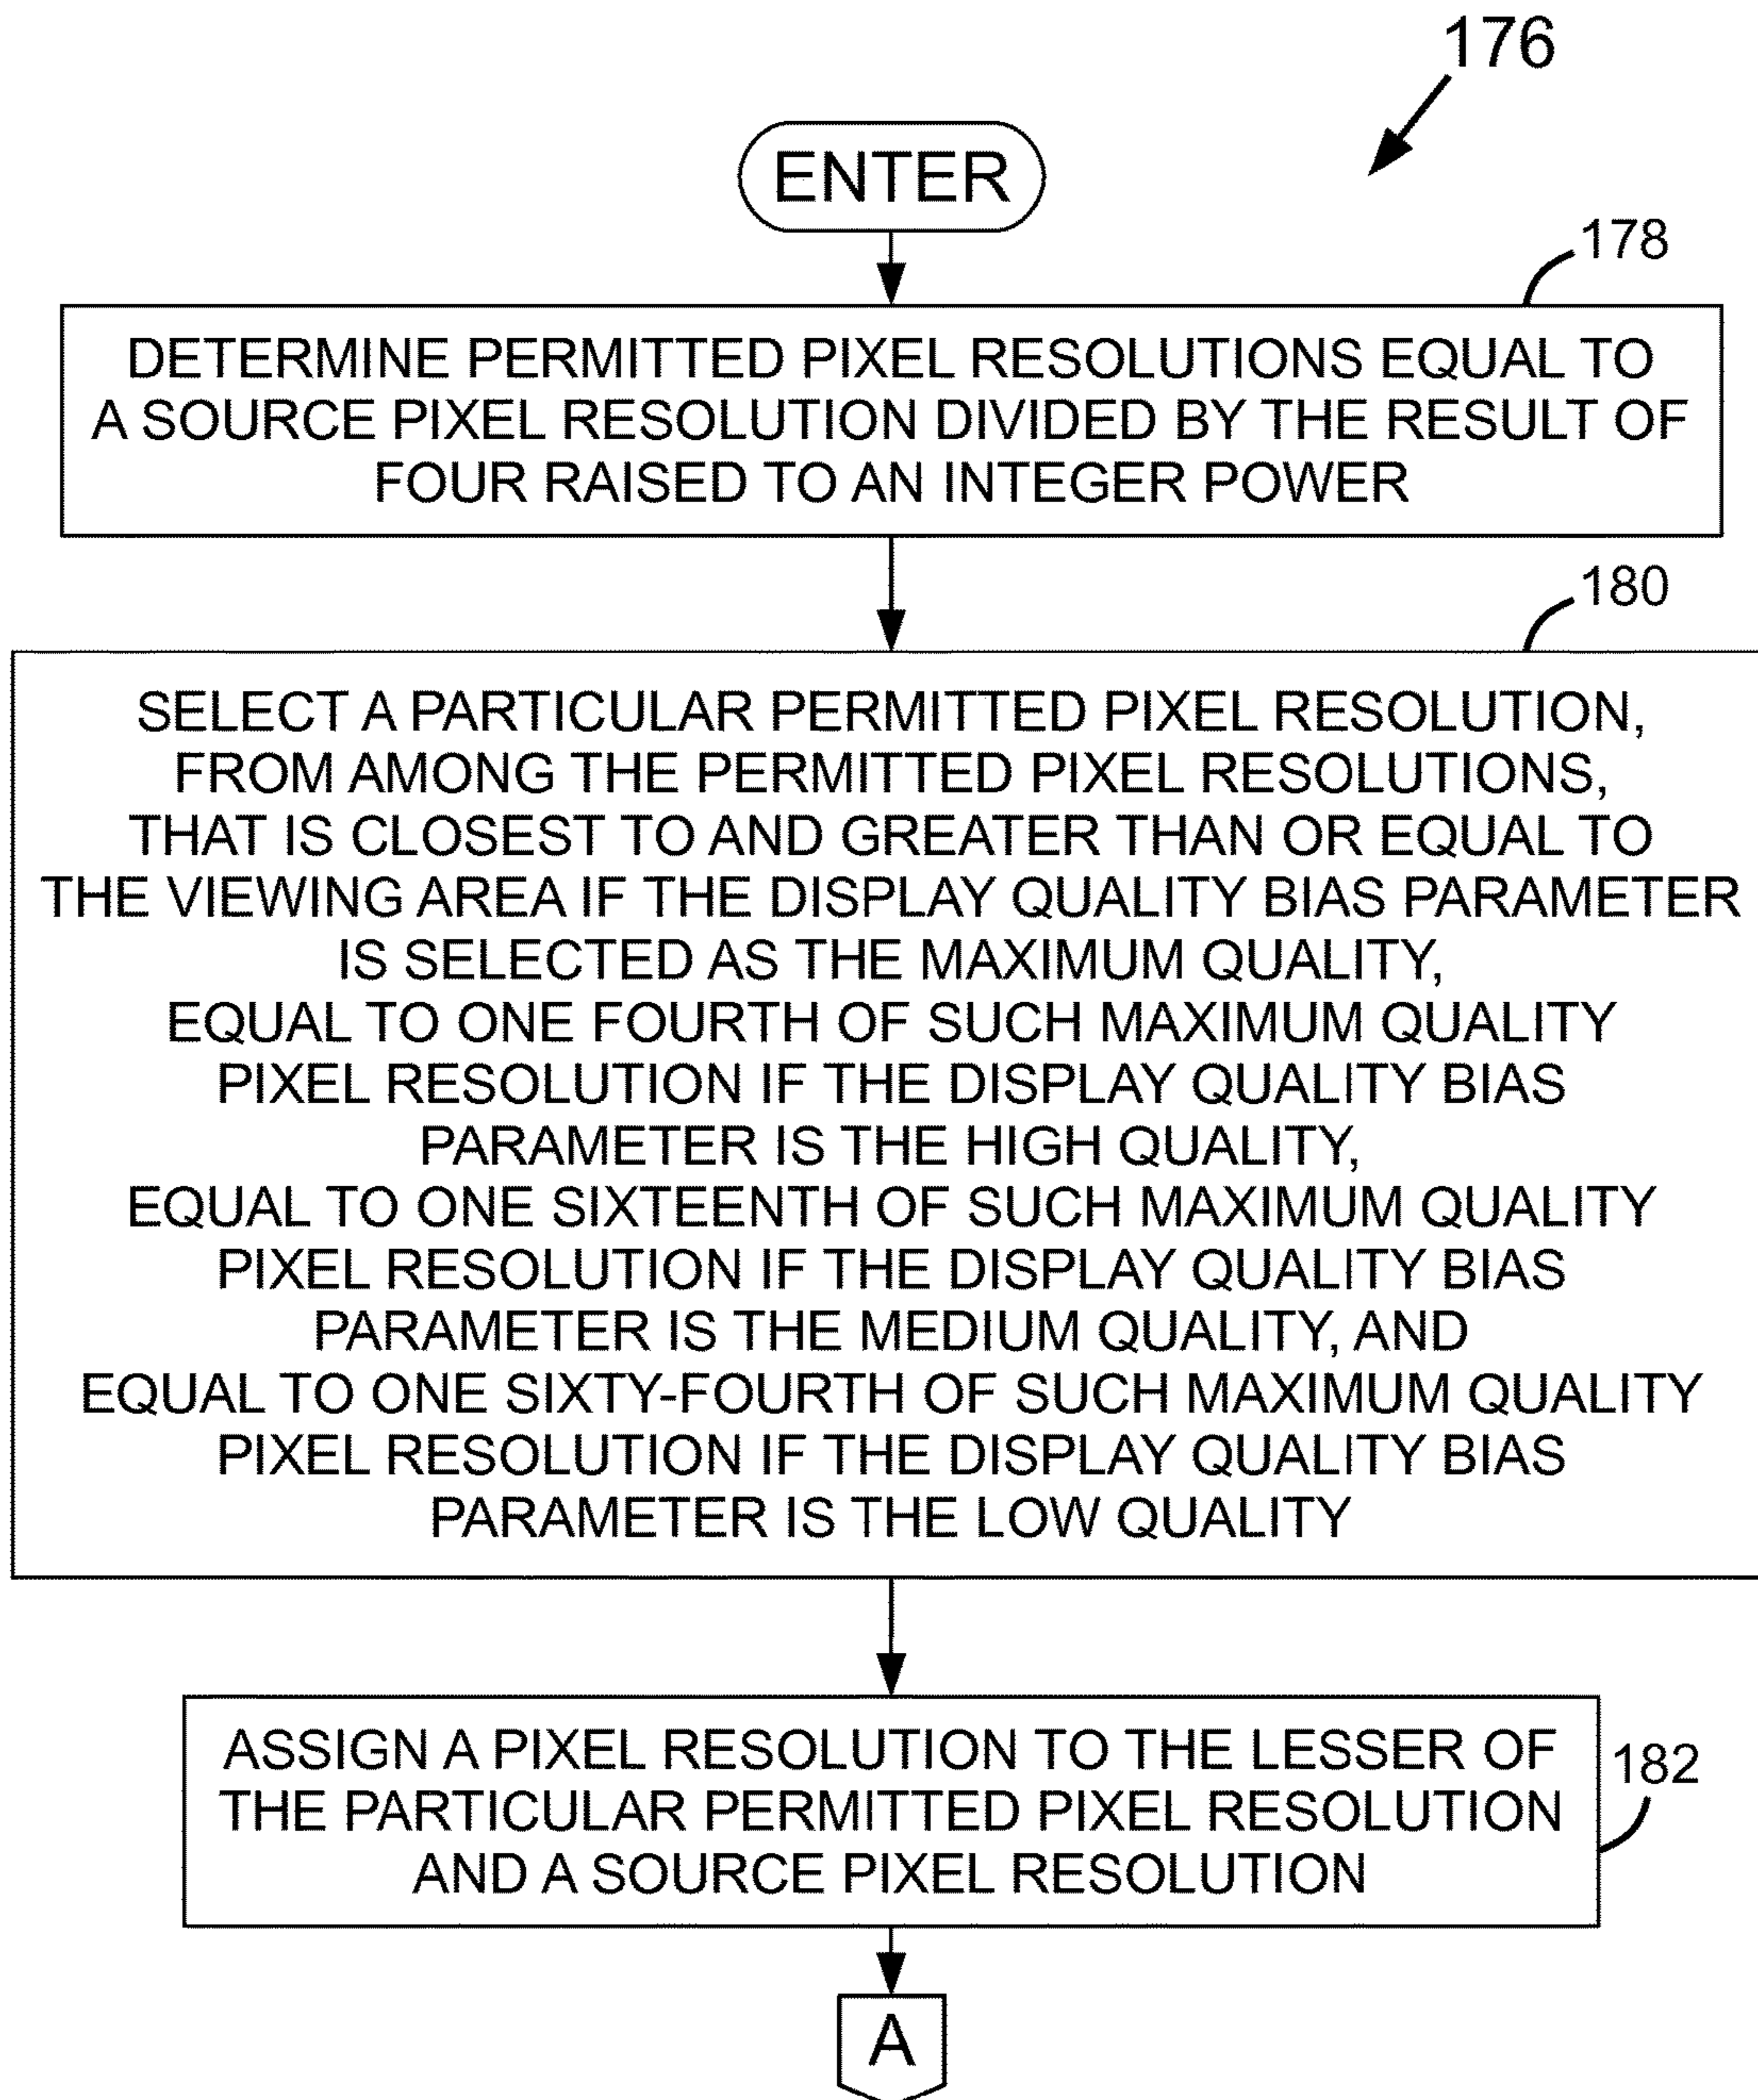 176
ENTER
178
DETERMINE PERMITTED PIXEL RESOLUTIONS EQUAL TO
A SOURCE PIXEL RESOLUTION DIVIDED BY THE RESULT OF
FOUR RAISED TO AN INTEGER POWER
180
SELECT A PARTICULAR PERMITTED PIXEL RESOLUTION,
FROM AMONG THE PERMITTED PIXEL RESOLUTIONS,
THAT IS CLOSEST TO AND GREATER THAN OR EQUAL TO
THE VIEWING AREA IF THE DISPLAY QUALITY BIAS PARAMETER
IS SELECTED AS THE MAXIMUM QUALITY,
EQUAL TO ONE FOURTH OF SUCH MAXIMUM QUALITY
PIXEL RESOLUTION IF THE DISPLAY QUALITY BIAS
PARAMETER IS THE HIGH QUALITY,
EQUAL TO ONE SIXTEENTH OF SUCH MAXIMUM QUALITY
PIXEL RESOLUTION IF THE DISPLAY QUALITY BIAS
PARAMETER IS THE MEDIUM QUALITY, AND
EQUAL TO ONE SIXTY-FOURTH OF SUCH MAXIMUM QUALITY
PIXEL RESOLUTION IF THE DISPLAY QUALITY BIAS
PARAMETER IS THE LOW QUALITY
ASSIGN A PIXEL RESOLUTION TO THE LESSER OF
THE PARTICULAR PERMITTED PIXEL RESOLUTION
AND A SOURCE PIXEL RESOLUTION
182
A